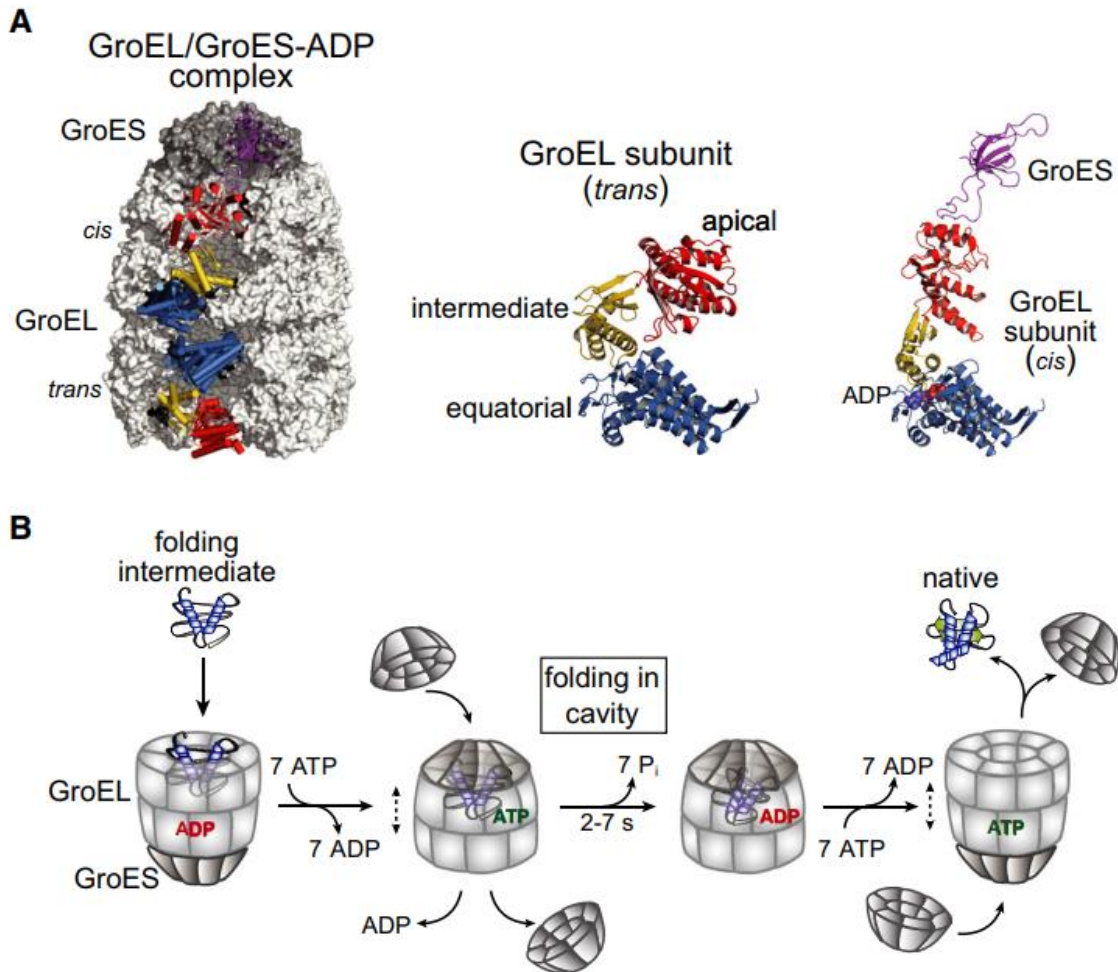 A
GroEL/GroES-ADP
complex
GroES
cis
GroEL
trans
GroEL subunit
(trans)
apical
intermediate
equatorial
GroES
GroEL
subunit
(cis)
ADP
B
folding
intermediate
GroEL
ADP
GroES
7 ATP
7 ADP
ATP
ADP
folding in
cavity
7 Pi
2-7 s
ADP
7 ADP
7 ATP
native
ATP